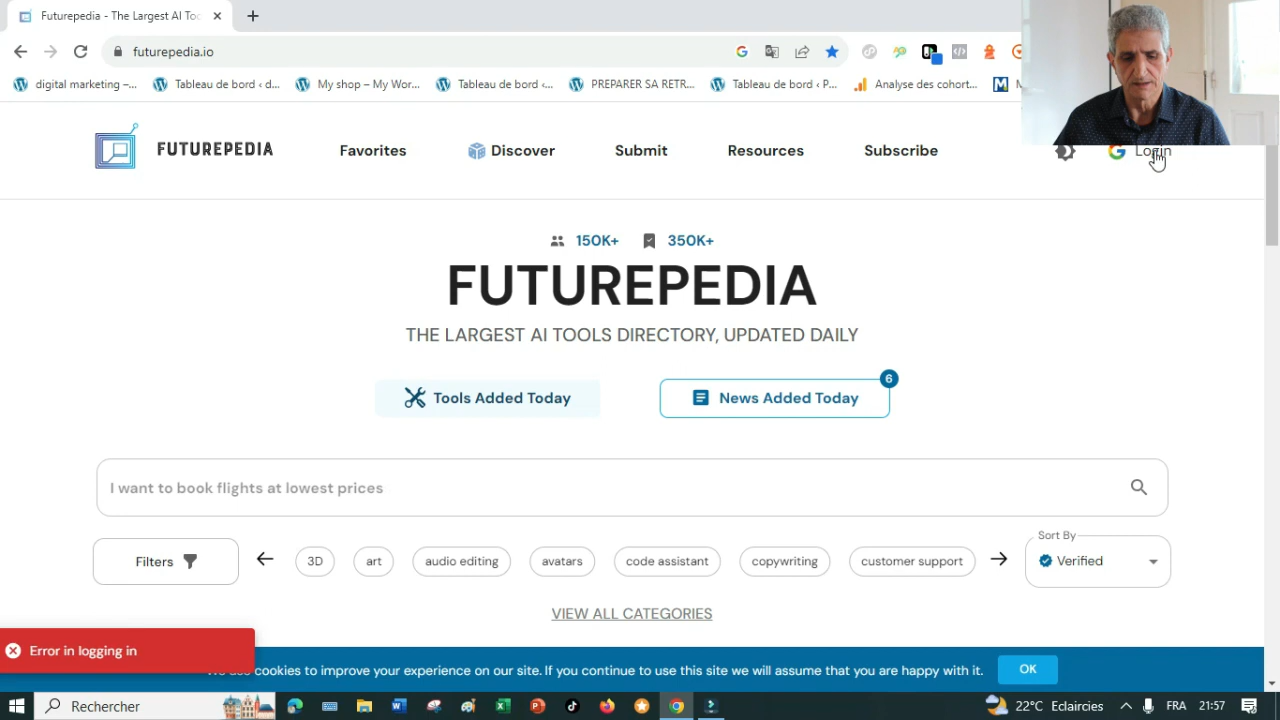 Futurepedia - The Largest AI Too
futurepedia.io
digital marketing –... Tableau de bord ‹ d... My shop – My Wor... Tableau de bord ‹... PREPARER SA RETR... Tableau de bord ‹ P... Analyse des cohort...
FUTUREPEDIA Favorites Discover Submit Resources Subscribe Login
150K+ 350K+
FUTUREPEDIA
THE LARGEST AI TOOLS DIRECTORY, UPDATED DAILY
Tools Added Today News Added Today 6
I want to book flights at lowest prices
Sort By
Filters 3D art audio editing avatars code assistant copywriting customer support Verified
VIEW ALL CATEGORIES
Error in logging in
cookies to improve your experience on our site. If you continue to use this site we will assume that you are happy with it. OK
Rechercher 22°C Eclaircies FRA 21:57